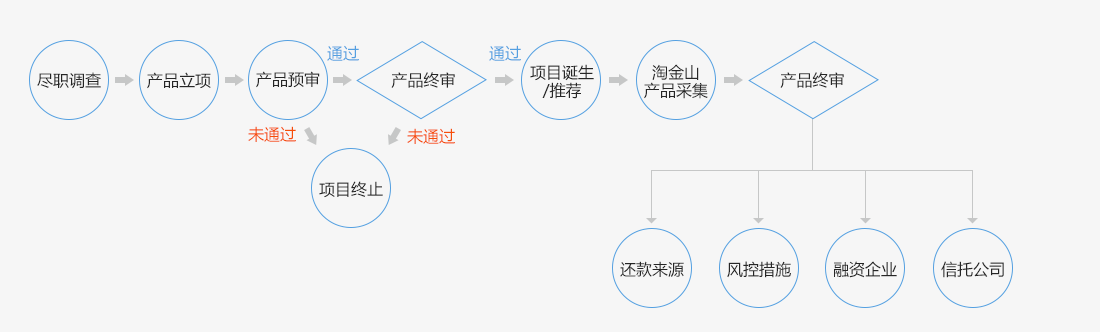 通过
通过
尽职调查
产品立项
产品预审
产品终审
项目诞生
/推荐
淘金山
产品采集
产品终审
未通过
未通过
项目终止
还款来源
风控措施
融资企业
信托公司